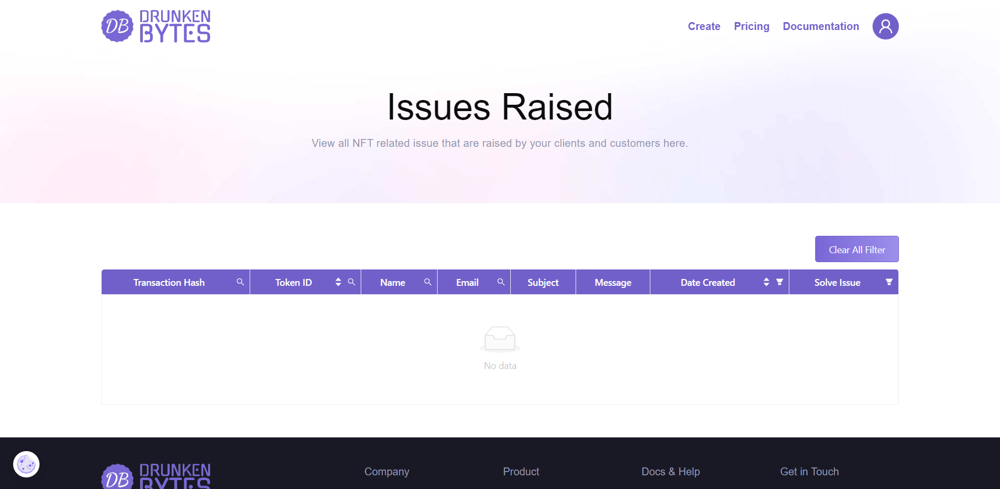 DB DRUNKEN BYTES
Create Pricing Documentation
Issues Raised
View all NFT related issue that are raised by your clients and customers here.
Clear All Filter
Transaction Hash Token ID Name Email Subject Message Date Created Solve Issue
No data
DB DRUNKEN BYTES
Company Product Docs & Help Get in Touch